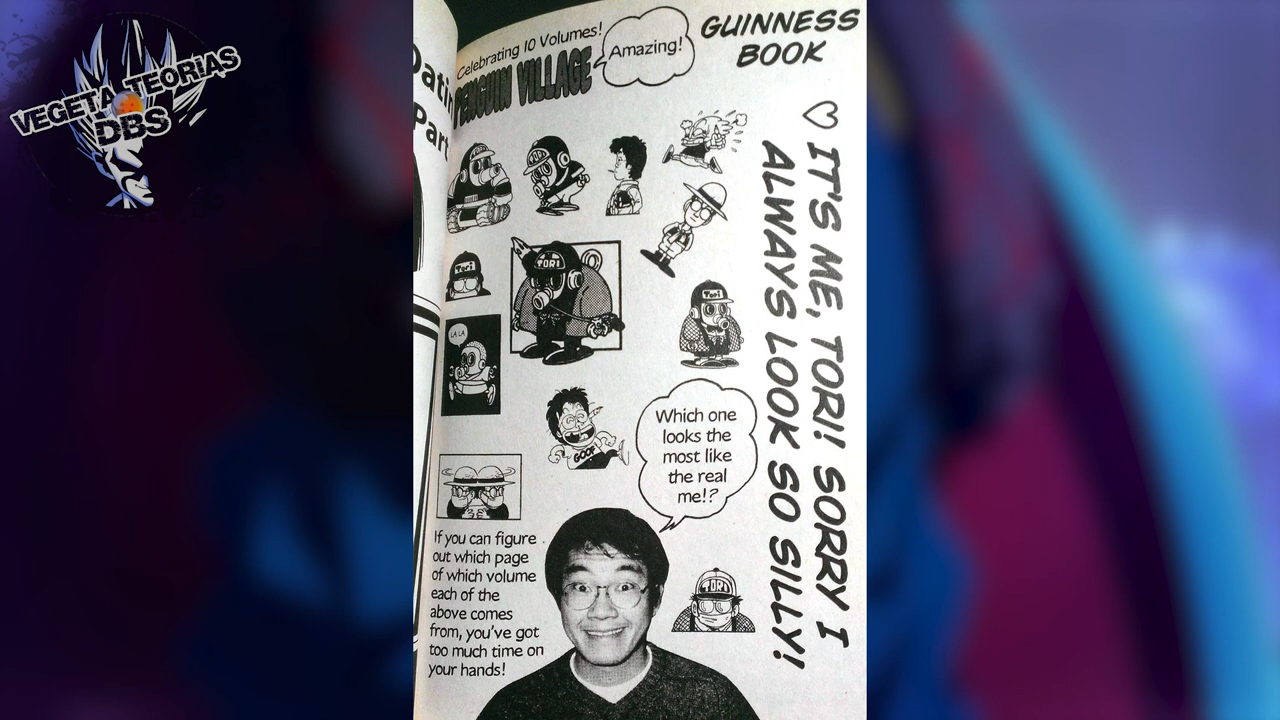 VEGETA TEORIAS
DBS
Celebrating 10 Volumes!
PENGUIN VILLAGE
Amazing!
GUINNESS
BOOK
♡ IT'S ME, TORI! SORRY I
ALWAYS LOOK SO SILLY!
TORI
Tori
Tori
LA LA
GOOP
Which one
looks the
most like
the real
me!?
If you can figure
out which page
of which volume
each of the
above comes
from, you've got
too much time on
your hands!
TORI